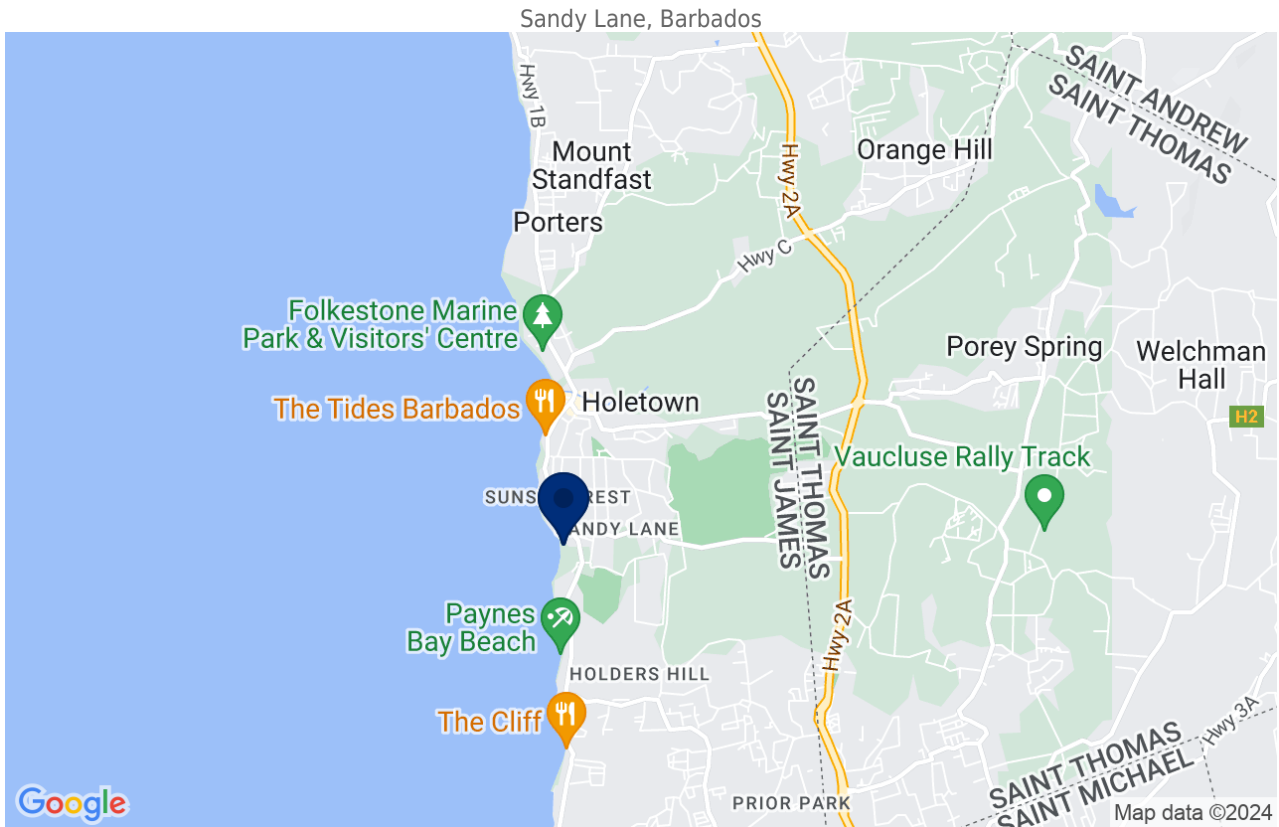 Sandy Lane, Barbados
Hwy 1B
SAINT ANDREW
SAINT THOMAS
Mount
Standfast
Orange Hill
Hwy 2A
Porters
Hwy C
Folkestone Marine
Park & Visitors' Centre
Porey Spring
Welchman
Hall
The Tides Barbados
Holetown
SAINT THOMAS
SAINT JAMES
H2
Vaucluse Rally Track
SUNS
REST
ANDY LANE
Paynes
Bay Beach
Hwy 2A
HOLDERS HILL
The Cliff
Hwy 3A
SAINT THOMAS
SAINT MICHAEL
PRIOR PARK
Google
Map data ©2024